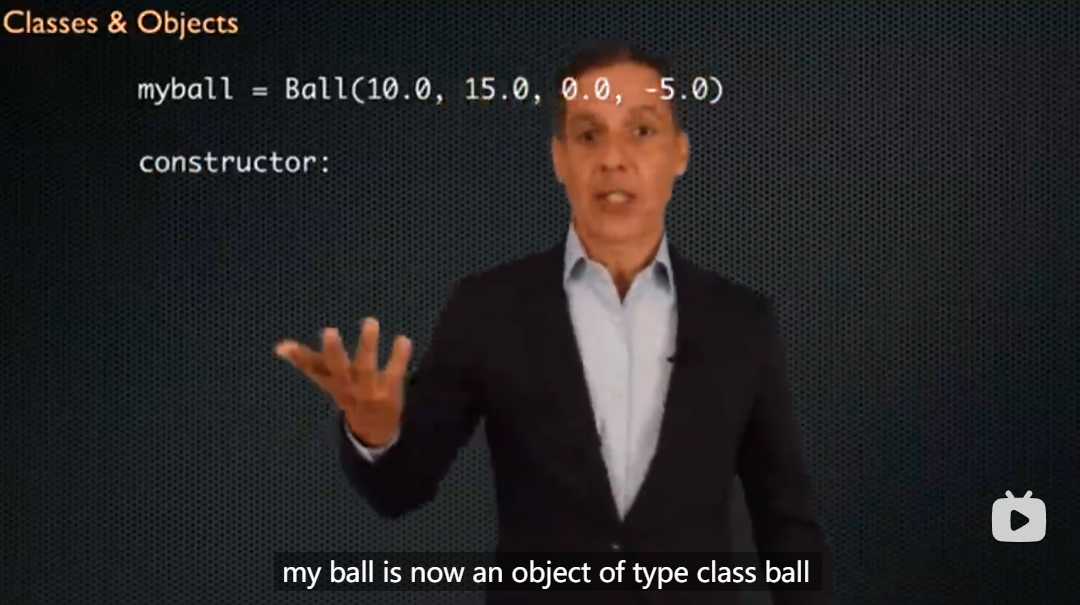 Classes & Objects
myball = Ball(10.0, 15.0, 0.0, -5.0)
constructor:
my ball is now an object of type class ball